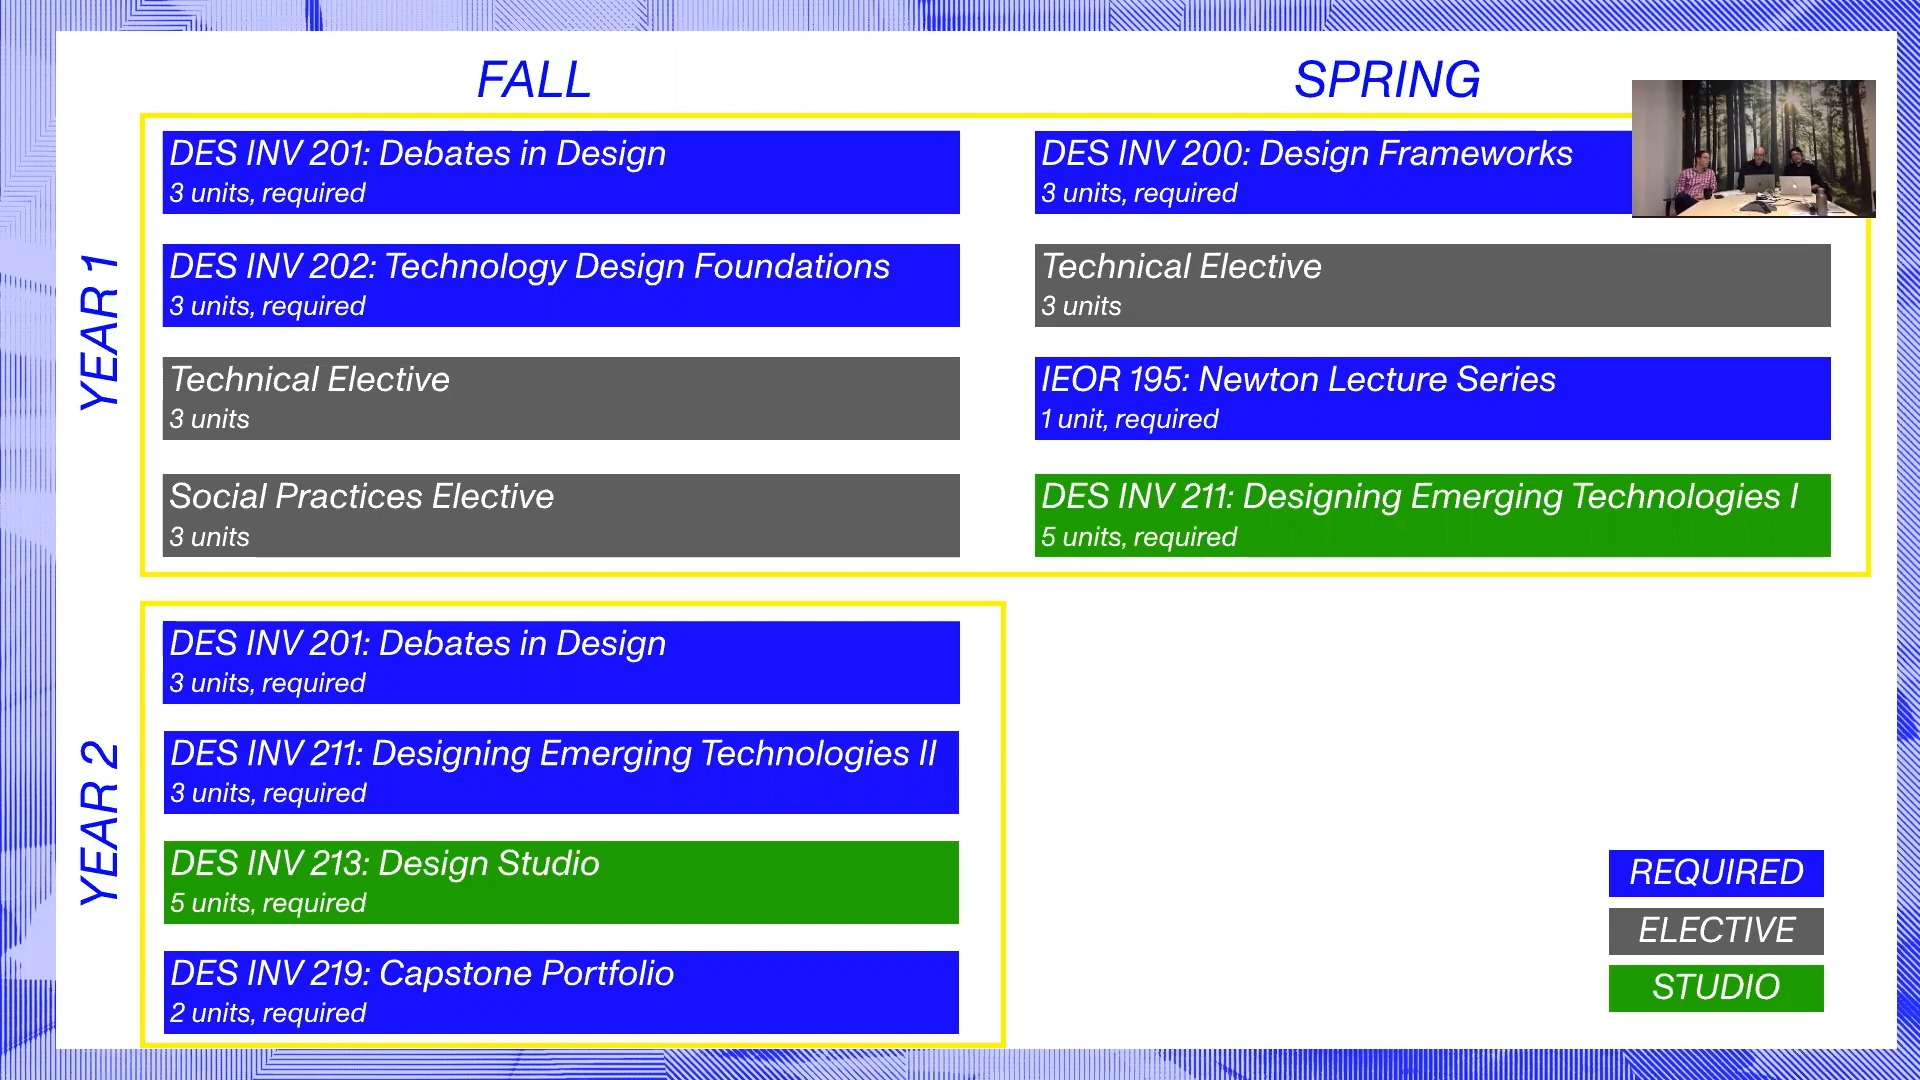 FALL
SPRING
YEAR 1
DES INV 201: Debates in Design
3 units, required
DES INV 202: Technology Design Foundations
3 units, required
Technical Elective
3 units
Social Practices Elective
3 units
DES INV 200: Design Frameworks
3 units, required
Technical Elective
3 units
IEOR 195: Newton Lecture Series
1 unit, required
DES INV 211: Designing Emerging Technologies I
5 units, required
YEAR 2
DES INV 201: Debates in Design
3 units, required
DES INV 211: Designing Emerging Technologies II
3 units, required
DES INV 213: Design Studio
5 units, required
DES INV 219: Capstone Portfolio
2 units, required
REQUIRED
ELECTIVE
STUDIO